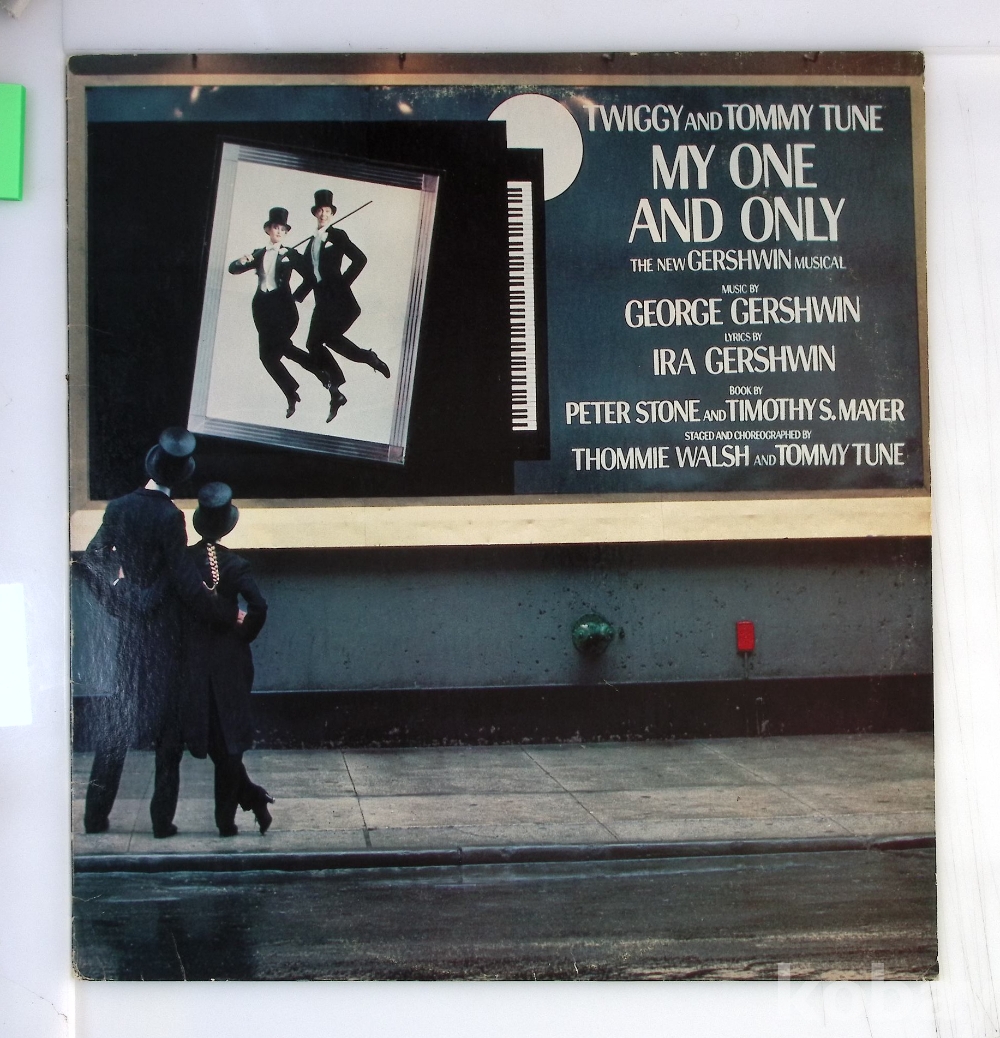 TWIGGY AND TOMMY TUNE
MY ONE
AND ONLY
THE NEW GERSHWIN MUSICAL
MUSIC BY
GEORGE GERSHWIN
LYRICS BY
IRA GERSHWIN
BOOK BY
PETER STONE AND TIMOTHY S. MAYER
STAGED AND CHOREOGRAPHED BY
THOMMIE WALSH AND TOMMY TUNE